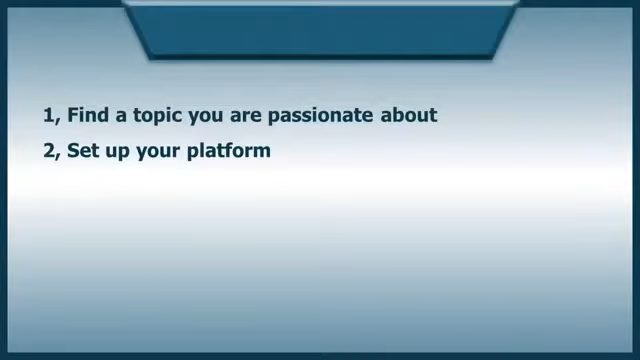 1, Find a topic you are passionate about
2, Set up your platform